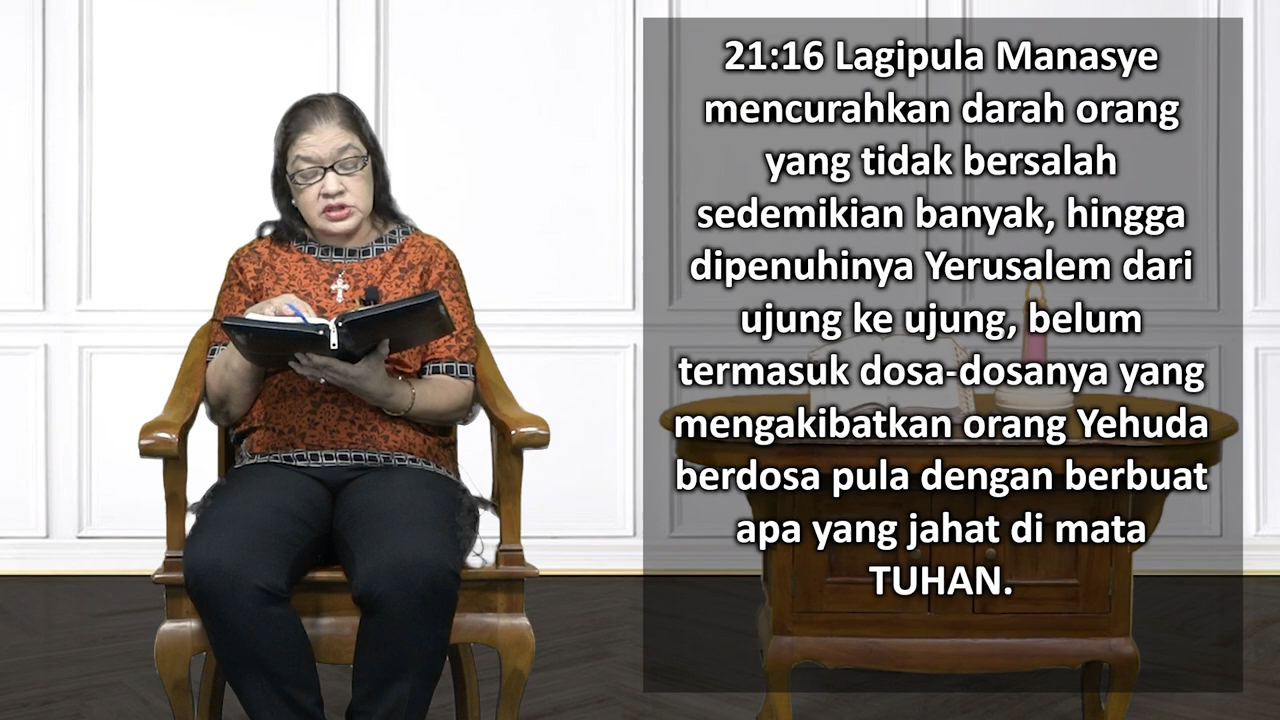 21:16 Lagipula Manasye
mencurahkan darah orang
yang tidak bersalah
sedemikian banyak, hingga
dipenuhinya Yerusalem dari
ujung ke ujung, belum
termasuk dosa-dosanya yang
mengakibatkan orang Yehuda
berdosa pula dengan berbuat
apa yang jahat di mata
TUHAN.